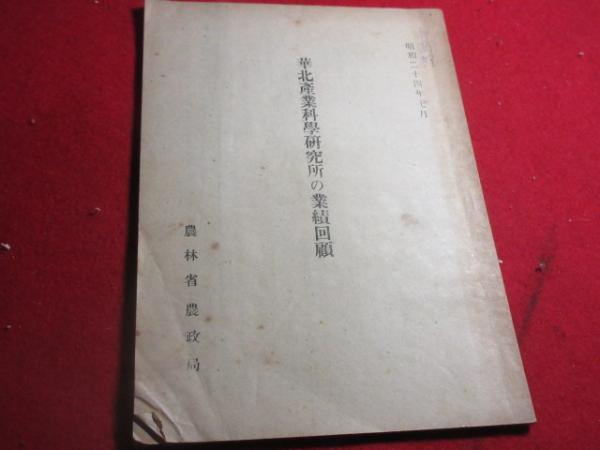 昭和二十四年七月
華北產業科學研究所の業績回顧
農林省農政局